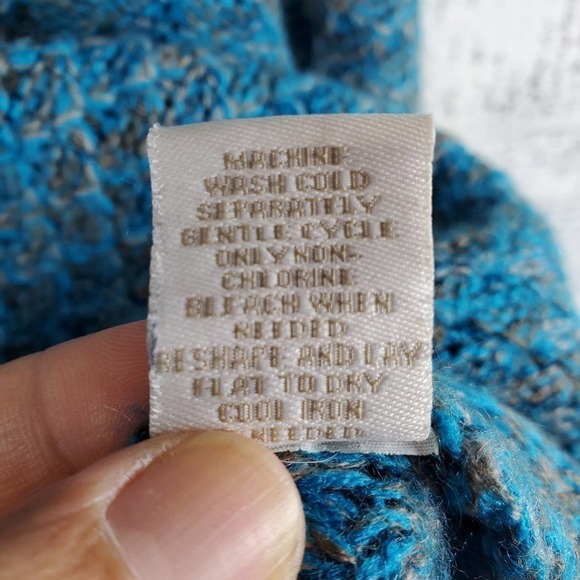 MACHINE
WASH COLD
SEPARATELY
GENTLE CYCLE
ONLY NON-
CHLORINE
BLEACH WHEN
NEEDED
RESHAPE AND LAY
FLAT TO DRY
COOL IRON
NEEDED